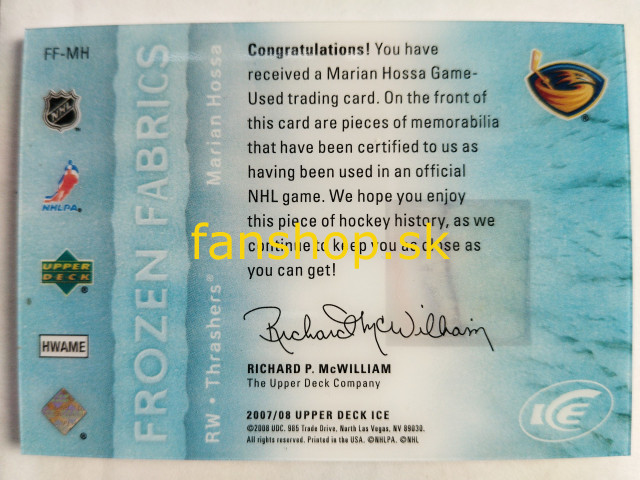 FF-MH
NHL
NHLPA®
UPPER
DECK®
HWAME
®
FROZEN FABRICS
RW • Thrashers® Marian Hossa
Congratulations! You have
received a Marian Hossa Game-
Used trading card. On the front of
this card are pieces of memorabilia
that have been certified to us as
having been used in an official
NHL game. We hope you enjoy
this piece of hockey history, as we
continue to keep you as close as
you can get!
Richard P. McWilliam
RICHARD P. McWILLIAM
The Upper Deck Company
2007/08 UPPER DECK ICE
©2008 UDC. 985 Trade Drive, North Las Vegas, NV 89030.
All rights reserved. Printed in the USA. ©NHLPA. ©NHL
®
ICE
fanshop.sk